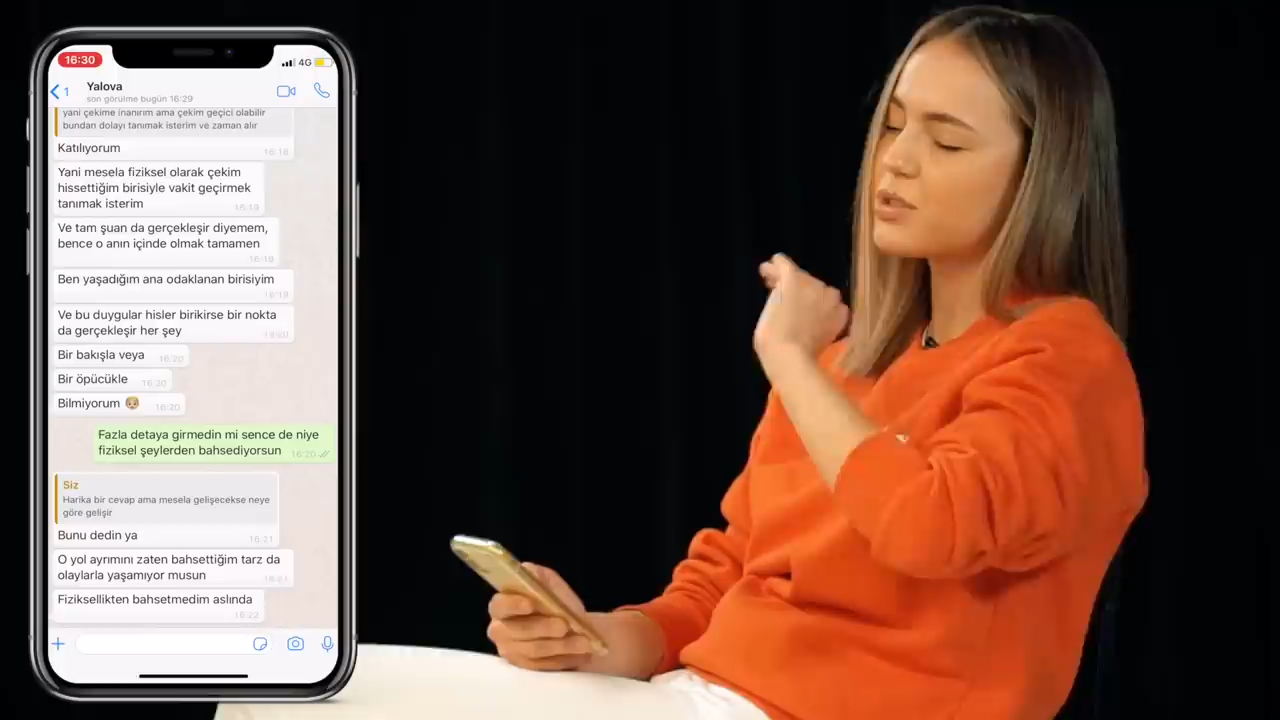 16:30
4G
1
Yalova
son görülme bugün 16:29
yani çekime inanırım ama çekim geçici olabilir
bundan dolayı tanımak isterim ve zaman alır
Katılıyorum
16:18
Yani mesela fiziksel olarak çekim
hissettiğim birisiyle vakit geçirmek
tanımak isterim
16:19
Ve tam şuan da gerçekleşir diyemem,
bence o anın içinde olmak tamamen
16:19
Ben yaşadığım ana odaklanan birisiyim
16:19
Ve bu duygular hisler birikirse bir nokta
da gerçekleşir her şey
Bir bakışla veya
16:20
Bir öpücükle
16:20
Bilmiyorum
16:20
Fazla detaya girmedin mi sence de niye
fiziksel şeylerden bahsediyorsun
16:20
Siz
Harika bir cevap ama mesela gelişecekse neye
göre gelişir
Bunu dedin ya
16:21
O yol ayrımını zaten bahsettiğim tarz da
olaylarla yaşamıyor musun
16:21
Fiziksellikten bahsetmedim aslında
16:22